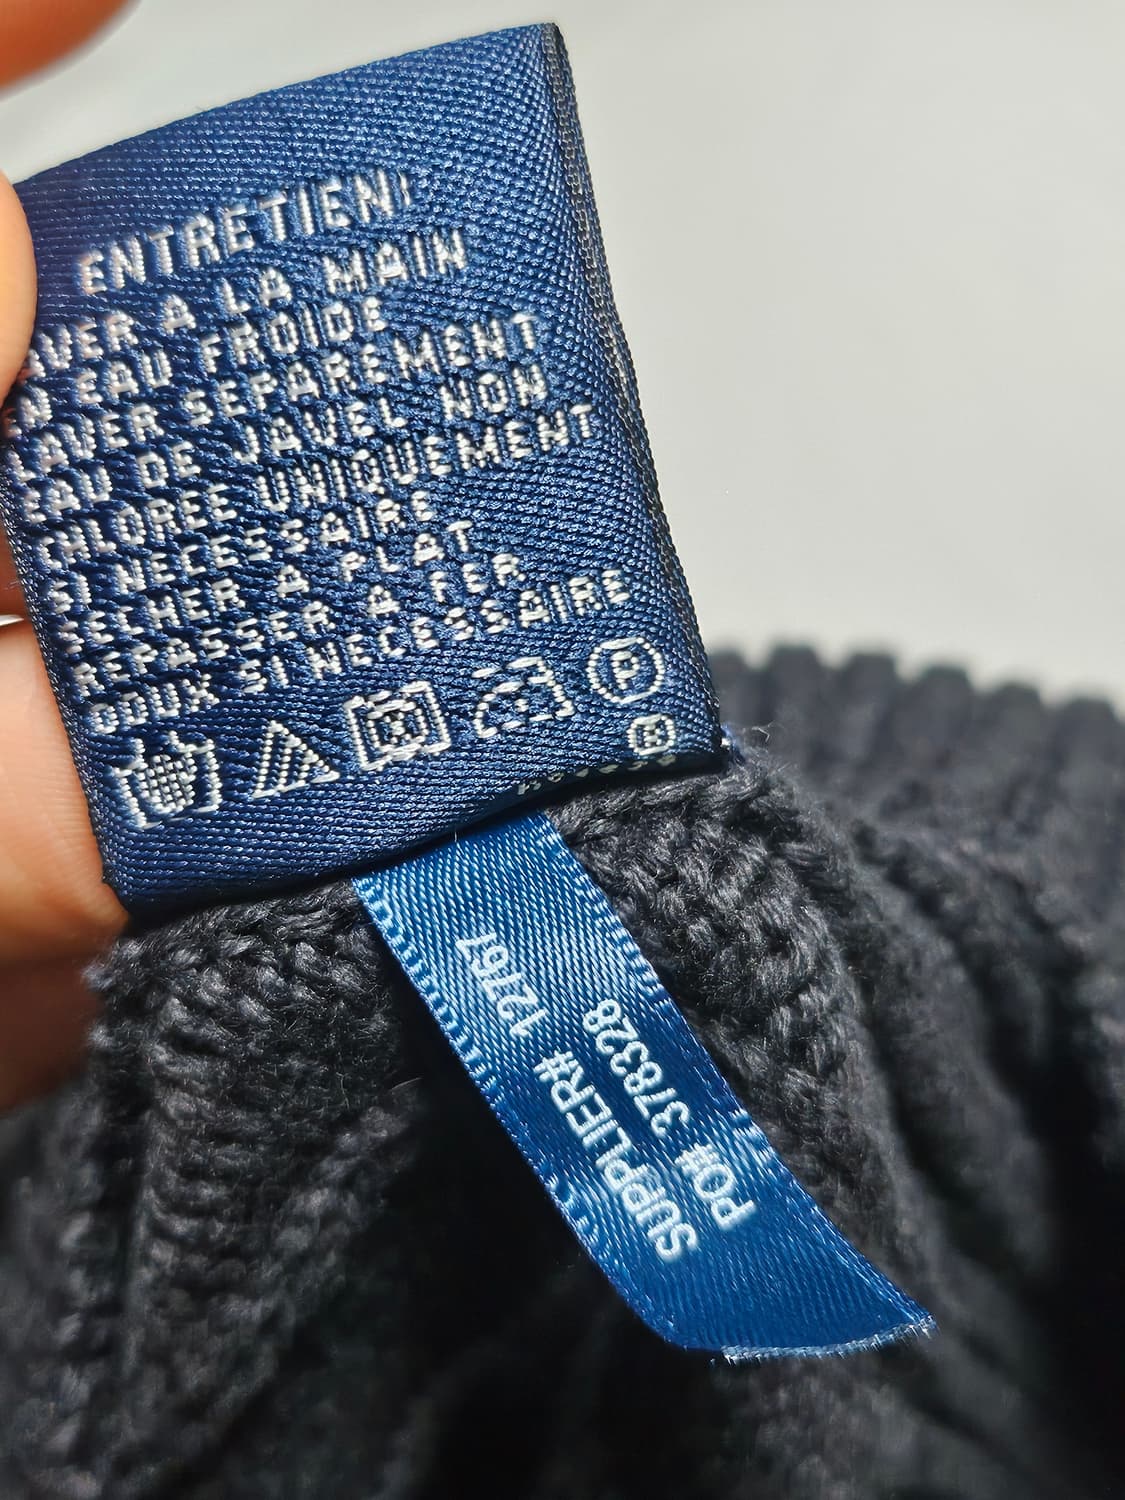 ENTRETIEN:
LAVER A LA MAIN
EN EAU FROIDE
LAVER SEPAREMENT
EAU DE JAVEL NON
CHLOREE UNIQUEMENT
SI NECESSAIRE
SECHER A PLAT
REPASSER A FER
DOUX SI NECESSAIRE
P
SUPPLIER# 12767
PO# 378328